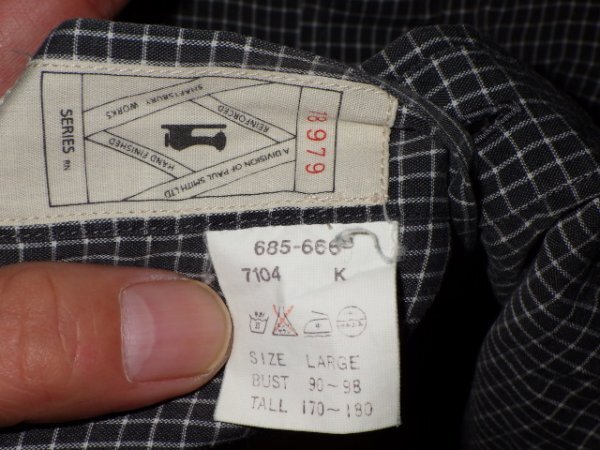 SERIES RN
SHAFTSBURY WORKS
REINFORCED
HAND FINISHED
A DIVISION OF PAUL SMITH LTD
8979
685-666
7104 K
SIZE LARGE
BUST 90~98
TALL 170~180